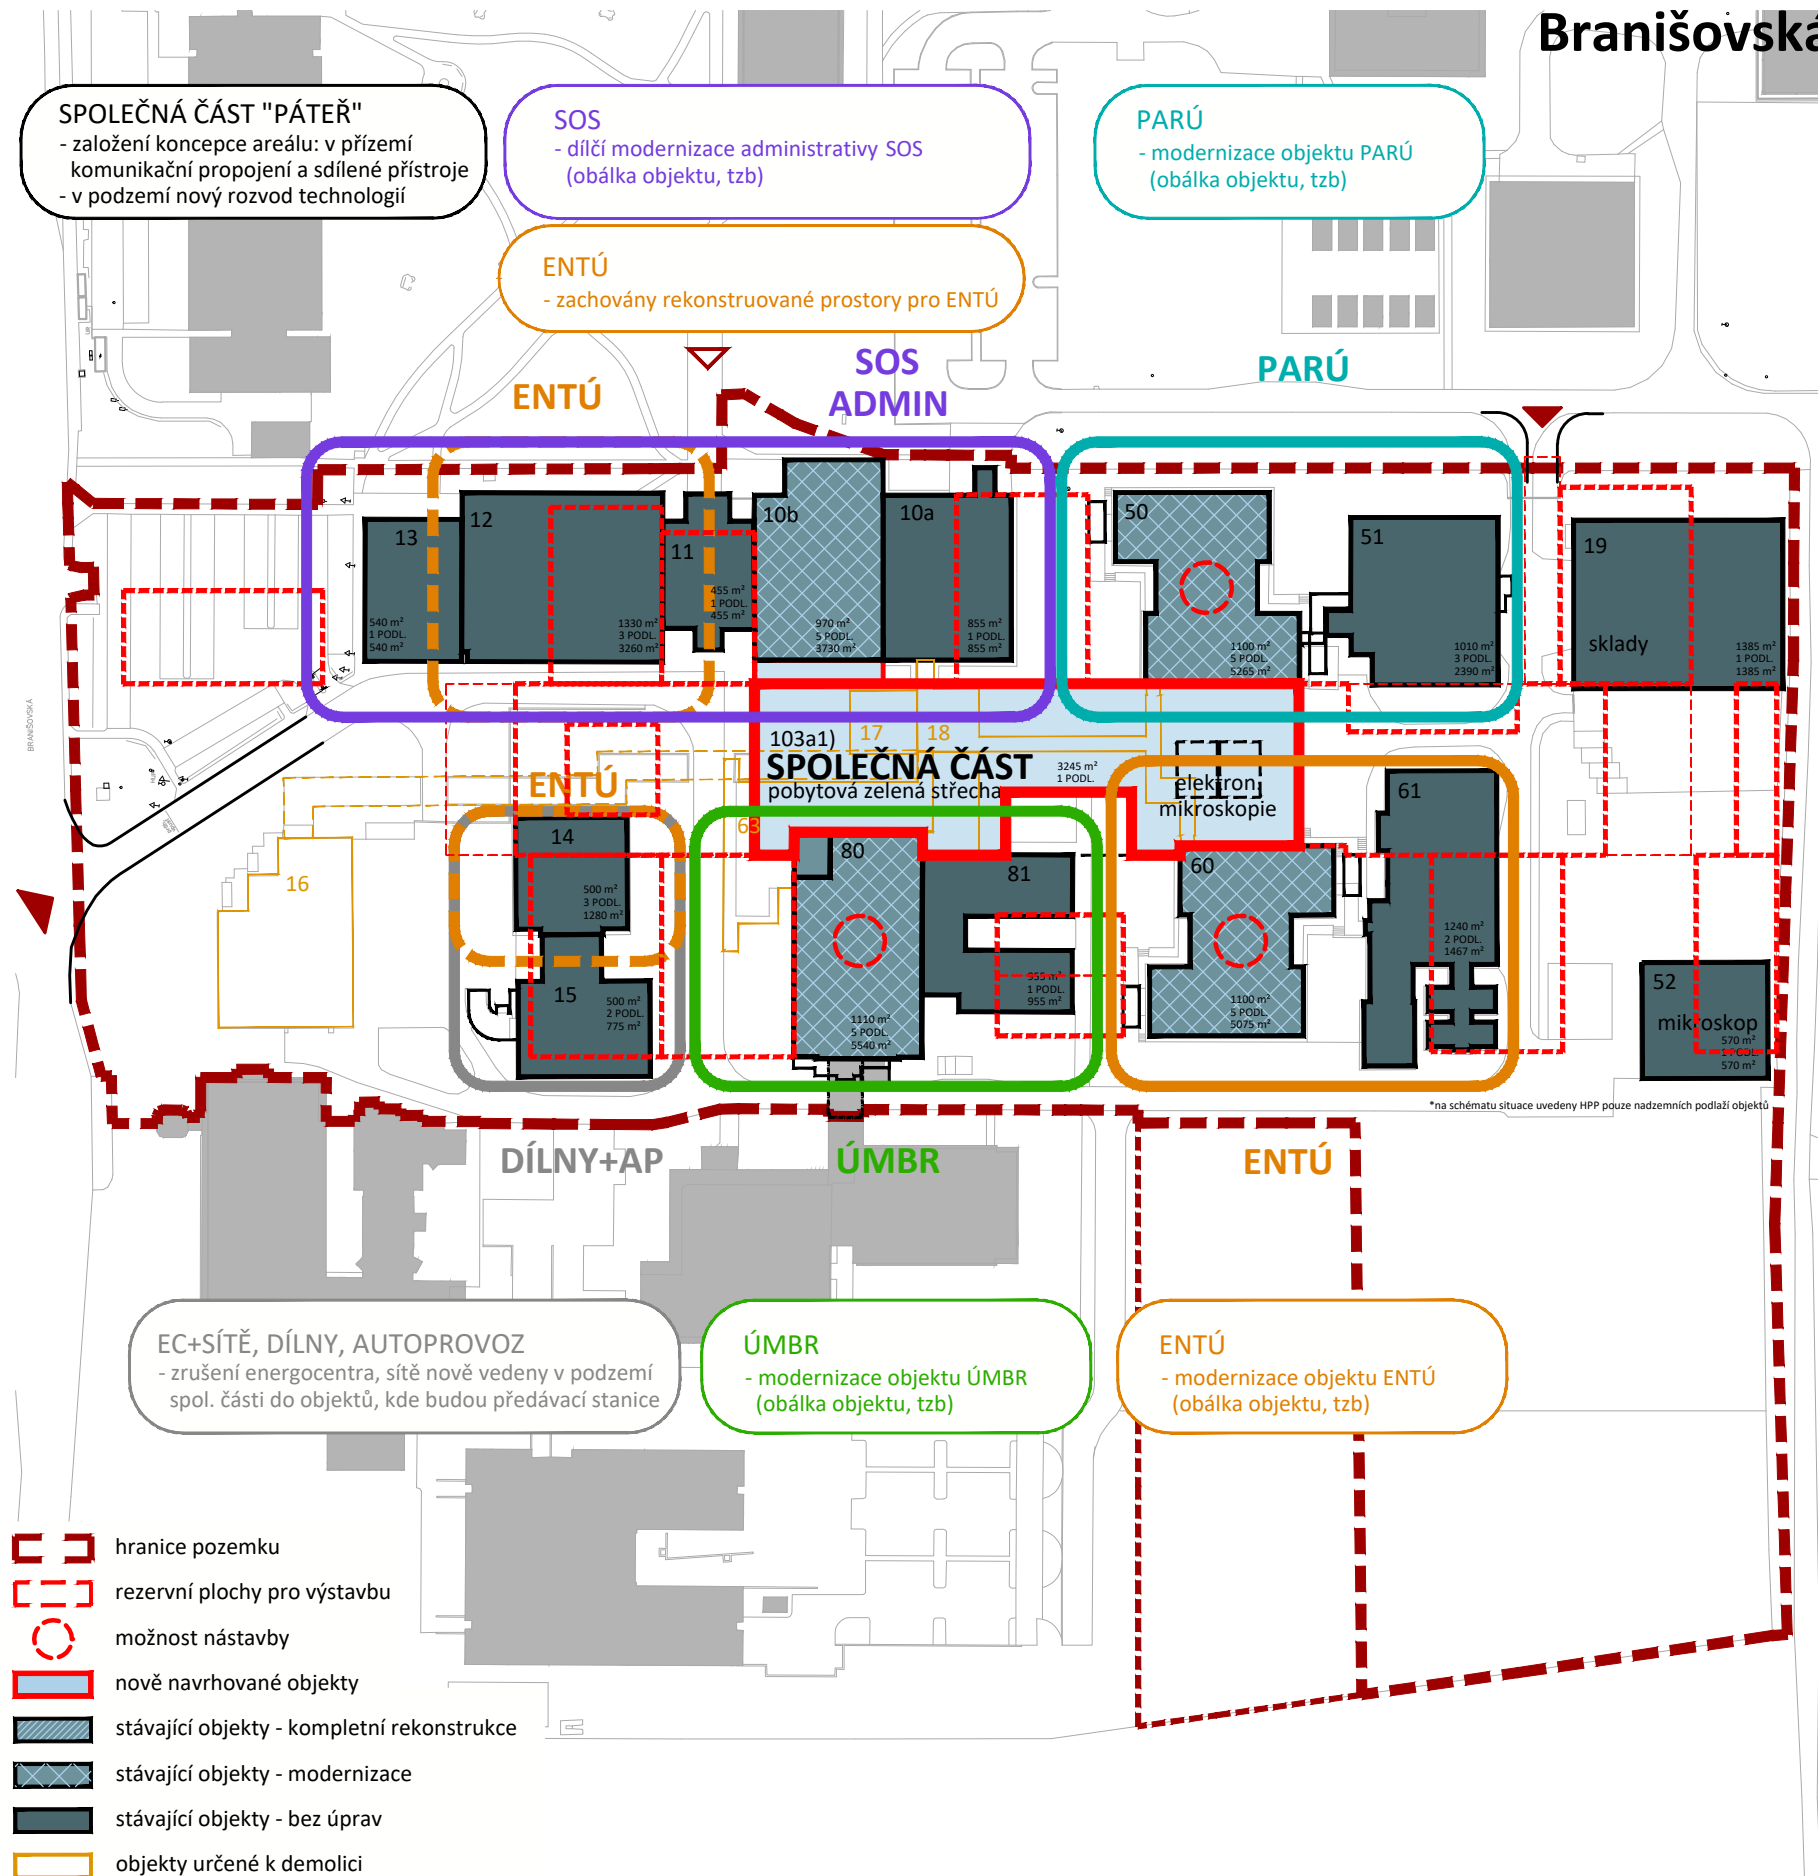 Branišovská
SPOLEČNÁ ČÁST "PÁTEŘ"
- založení koncepce areálu: v přízemí
komunikační propojení a sdílené přístroje
- v podzemí nový rozvod technologií
SOS
- dílčí modernizace administrativy SOS
(obálka objektu, tzb)
PARÚ
- modernizace objektu PARÚ
(obálka objektu, tzb)
ENTÚ
- zachovány rekonstruované prostory pro ENTÚ
ENTÚ
SOS
ADMIN
PARÚ
13
540 m²
1 PODL.
540 m²
12
1330 m²
3 PODL.
3260 m²
11
455 m²
1 PODL.
455 m²
10b
970 m²
5 PODL.
3730 m²
10a
855 m²
1 PODL.
855 m²
50
1100 m²
5 PODL.
5265 m²
51
1010 m²
3 PODL.
2390 m²
19
sklady
1385 m²
1 PODL.
1385 m²
BRANIŠOVSKÁ
103a1)
17
18
SPOLEČNÁ ČÁST
pobytová zelená střecha
3245 m²
1 PODL.
elektron.
mikroskopie
63
ENTÚ
14
500 m²
3 PODL.
1280 m²
15
500 m²
2 PODL.
775 m²
16
80
1110 m²
5 PODL.
5540 m²
81
955 m²
1 PODL.
955 m²
60
1100 m²
5 PODL.
5075 m²
61
1240 m²
2 PODL.
1467 m²
52
mikroskop
570 m²
1 PODL.
570 m²
*na schématu situace uvedeny HPP pouze nadzemních podlaží objektů
DÍLNY+AP
ÚMBR
ENTÚ
EC+SÍTĚ, DÍLNY, AUTOPROVOZ
- zrušení energocentra, sítě nově vedeny v podzemí
spol. části do objektů, kde budou předávací stanice
ÚMBR
- modernizace objektu ÚMBR
(obálka objektu, tzb)
ENTÚ
- modernizace objektu ENTÚ
(obálka objektu, tzb)
hranice pozemku
rezervní plochy pro výstavbu
možnost nástavby
nově navrhované objekty
stávající objekty - kompletní rekonstrukce
stávající objekty - modernizace
stávající objekty - bez úprav
objekty určené k demolici